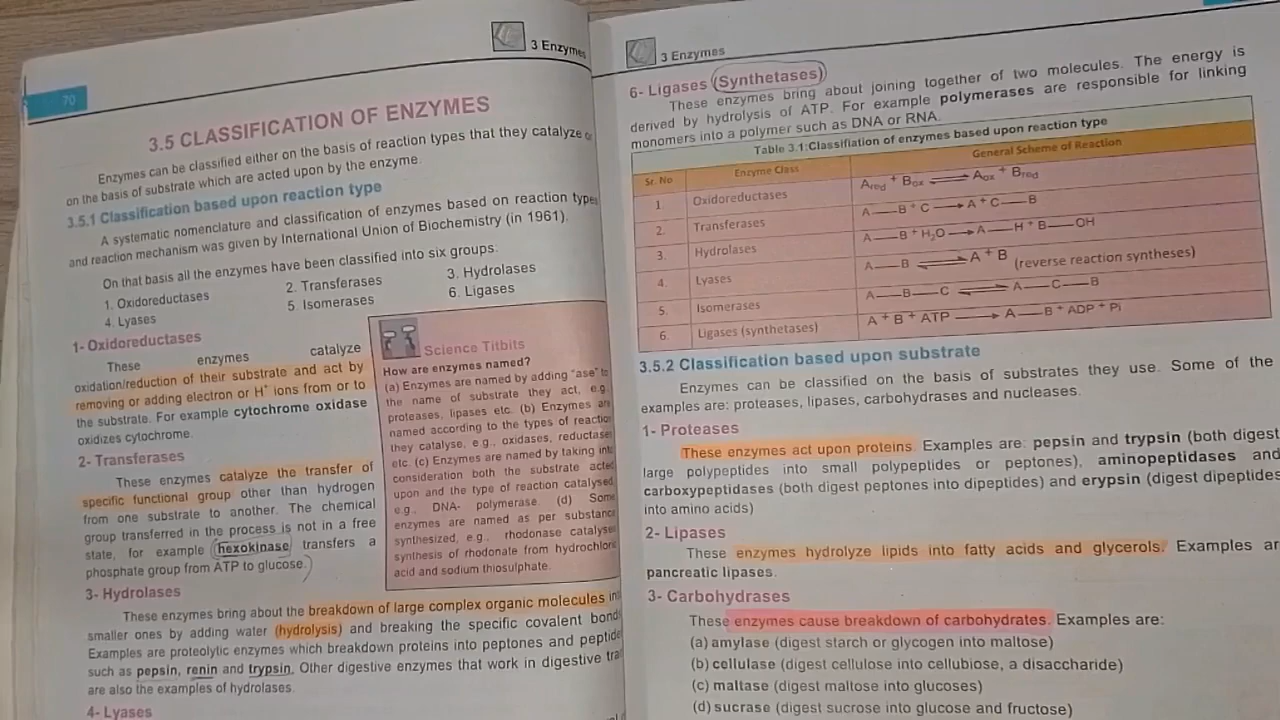 70
3 Enzymes
3.5 CLASSIFICATION OF ENZYMES
Enzymes can be classified either on the basis of reaction types that they catalyze or
on the basis of substrate which are acted upon by the enzyme.
3.5.1 Classification based upon reaction type
A systematic nomenclature and classification of enzymes based on reaction types
and reaction mechanism was given by International Union of Biochemistry (in 1961).
On that basis all the enzymes have been classified into six groups:
1. Oxidoreductases 2. Transferases 3. Hydrolases
4. Lyases 5. Isomerases 6. Ligases
1- Oxidoreductases
These enzymes catalyze
oxidation/reduction of their substrate and act by
removing or adding electron or H+ ions from or to
the substrate. For example cytochrome oxidase
oxidizes cytochrome.
2- Transferases
These enzymes catalyze the transfer of
specific functional group other than hydrogen
from one substrate to another. The chemical
group transferred in the process is not in a free
state, for example hexokinase transfers a
phosphate group from ATP to glucose.
Science Titbits
How are enzymes named?
(a) Enzymes are named by adding "ase" to
the name of substrate they act, e.g.
proteases, lipases etc. (b) Enzymes are
named according to the types of reaction
they catalyse, e.g., oxidases, reductases
etc. (c) Enzymes are named by taking into
consideration both the substrate acted
upon and the type of reaction catalysed
e.g., DNA- polymerase. (d) Some
enzymes are named as per substance
synthesized, e.g., rhodonase catalyses
synthesis of rhodonate from hydrochloric
acid and sodium thiosulphate.
3- Hydrolases
These enzymes bring about the breakdown of large complex organic molecules into
smaller ones by adding water (hydrolysis) and breaking the specific covalent bonds
Examples are proteolytic enzymes which breakdown proteins into peptones and peptide
such as pepsin, renin and trypsin. Other digestive enzymes that work in digestive tra
are also the examples of hydrolases.
4- Lyases
3 Enzymes
6- Ligases (Synthetases)
These enzymes bring about joining together of two molecules. The energy is
derived by hydrolysis of ATP. For example polymerases are responsible for linking
monomers into a polymer such as DNA or RNA.
Table 3.1:Classifiation of enzymes based upon reaction type
Sr. No Enzyme Class General Scheme of Reaction
1. Oxidoreductases Ared + Box ⇌ Aox + Bred
2. Transferases A—B + C → A + C—B
3. Hydrolases A—B + H2O → A—H + B—OH
4. Lyases A—B ⇌ A + B (reverse reaction syntheses)
5. Isomerases A—B—C ⇌ A—C—B
6. Ligases (synthetases) A + B + ATP → A—B + ADP + Pi
3.5.2 Classification based upon substrate
Enzymes can be classified on the basis of substrates they use. Some of the
examples are: proteases, lipases, carbohydrases and nucleases.
1- Proteases
These enzymes act upon proteins. Examples are: pepsin and trypsin (both digest
large polypeptides into small polypeptides or peptones), aminopeptidases and
carboxypeptidases (both digest peptones into dipeptides) and erypsin (digest dipeptides
into amino acids)
2- Lipases
These enzymes hydrolyze lipids into fatty acids and glycerols. Examples ar
pancreatic lipases.
3- Carbohydrases
These enzymes cause breakdown of carbohydrates. Examples are:
(a) amylase (digest starch or glycogen into maltose)
(b) cellulase (digest cellulose into cellubiose, a disaccharide)
(c) maltase (digest maltose into glucoses)
(d) sucrase (digest sucrose into glucose and fructose)